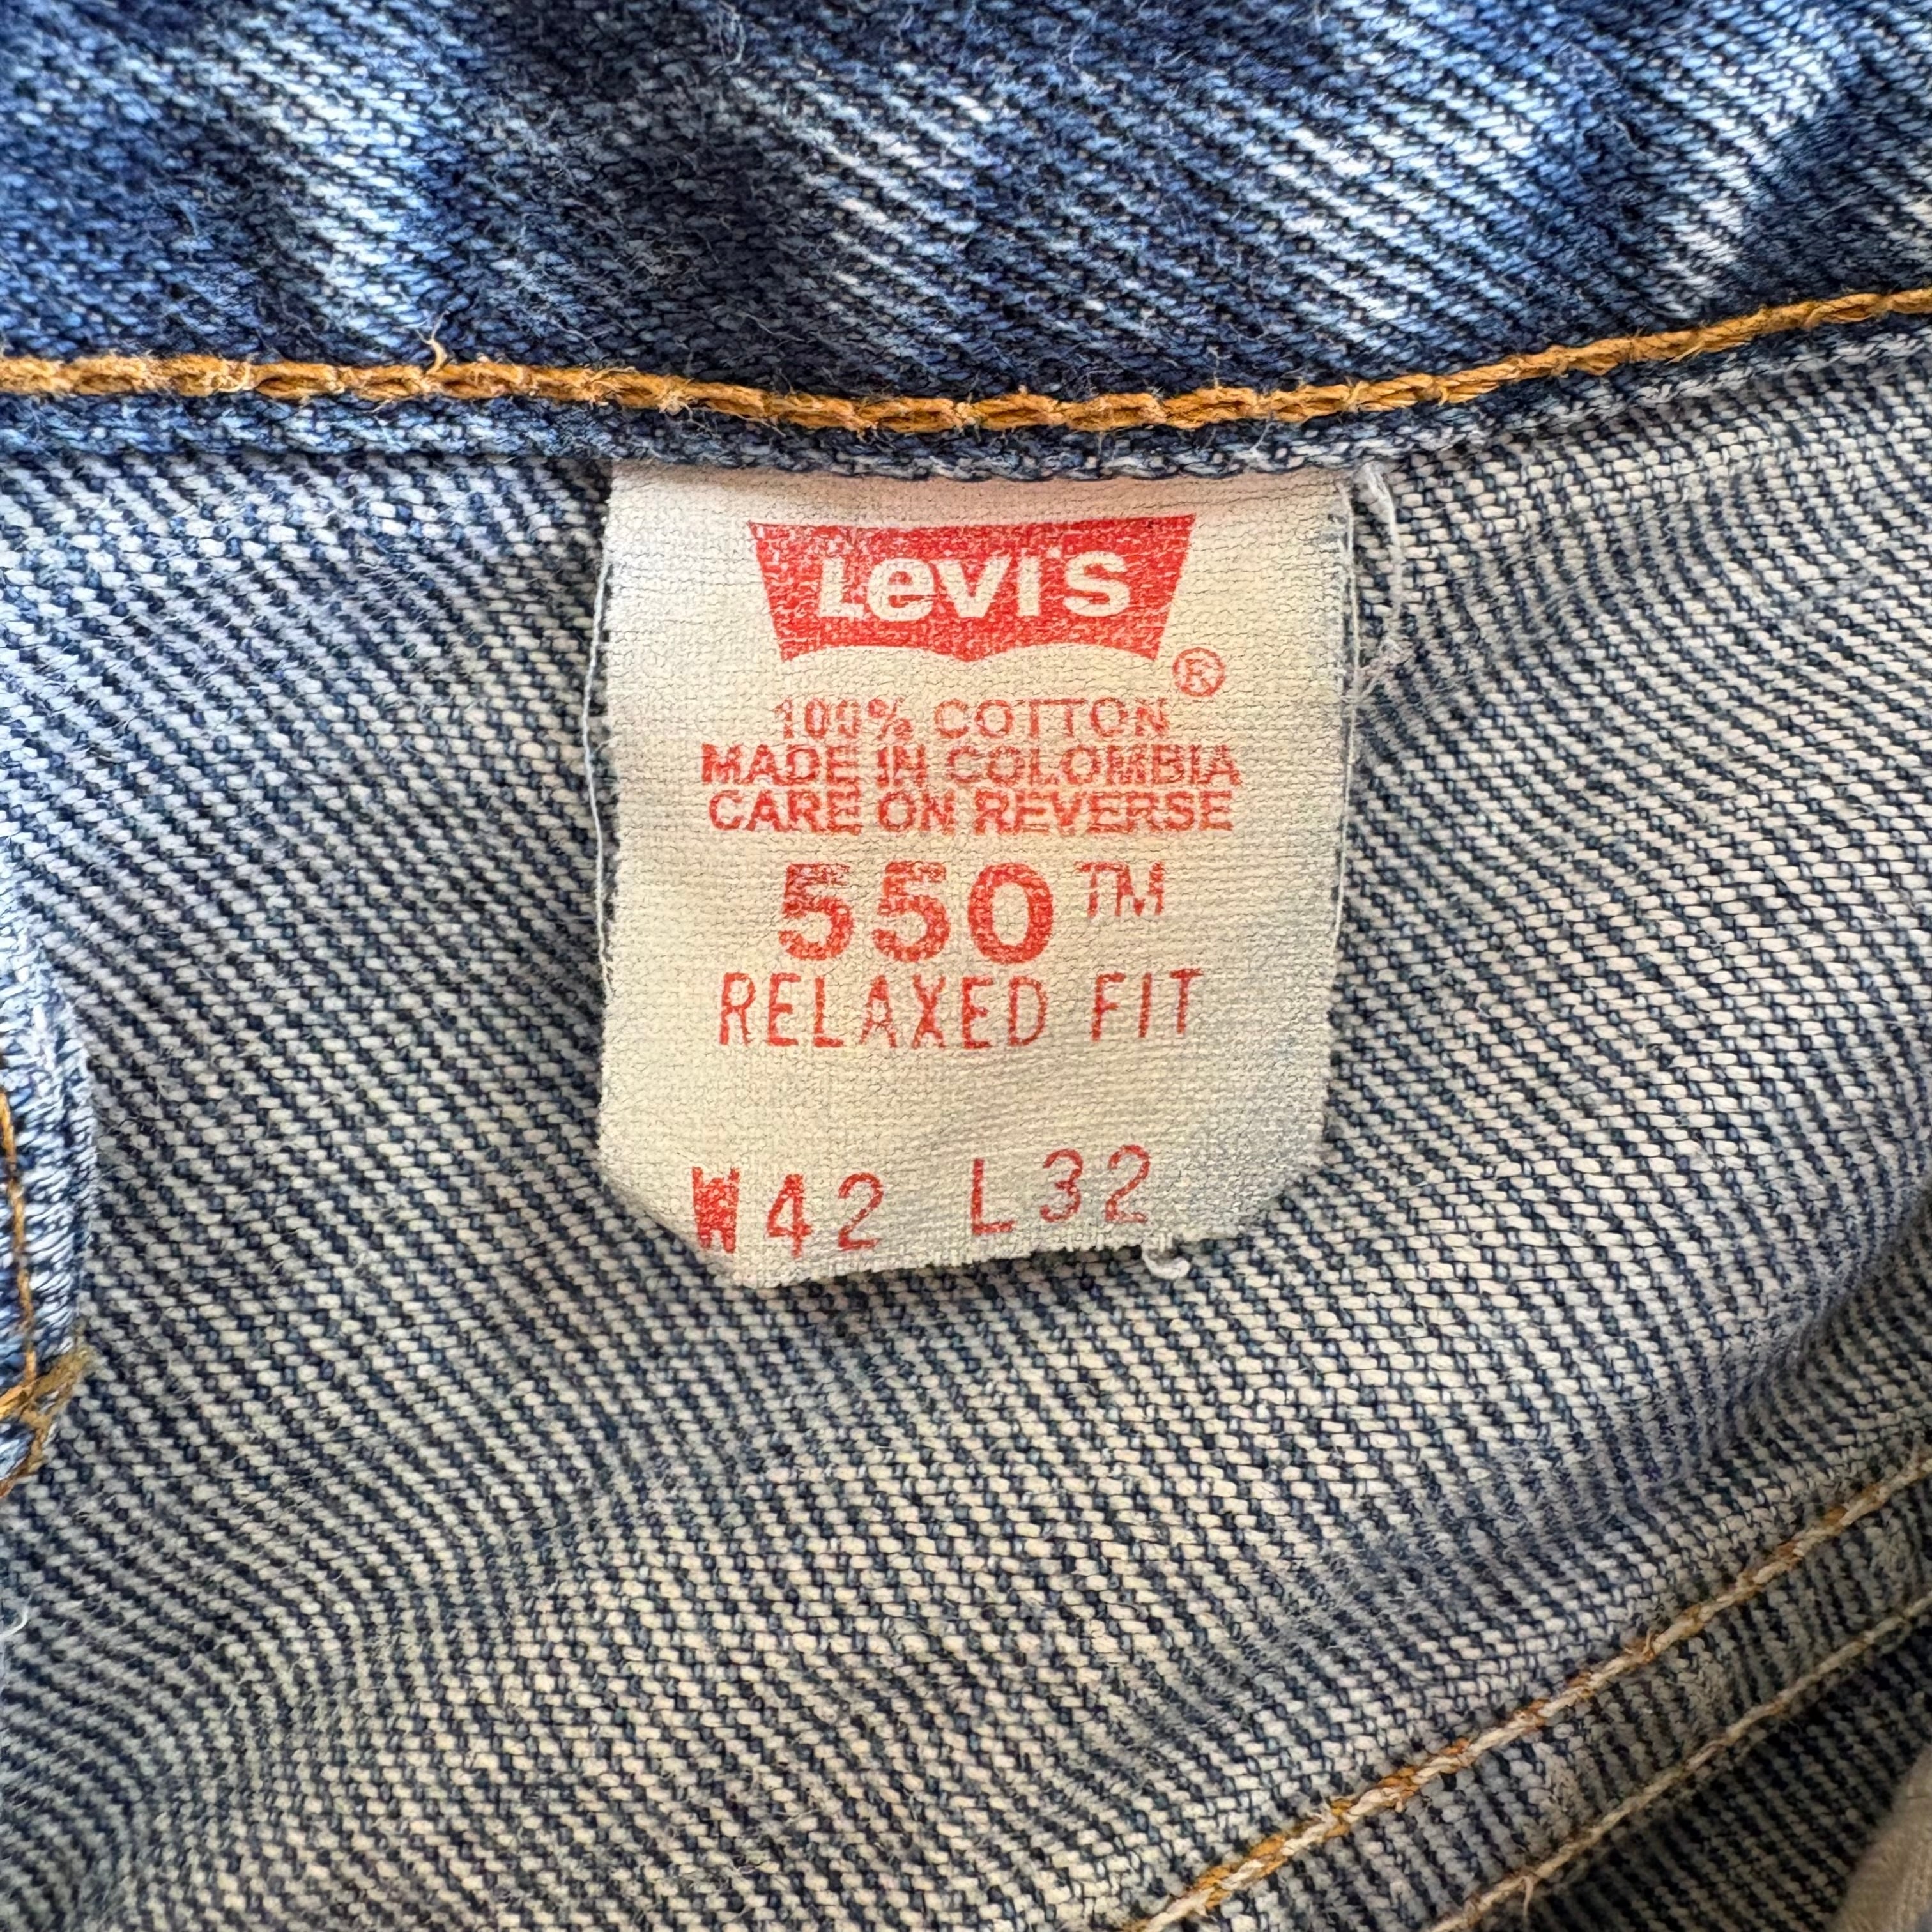 Levi's
®
100% COTTON
MADE IN COLOMBIA
CARE ON REVERSE
550™
RELAXED FIT
W42 L32